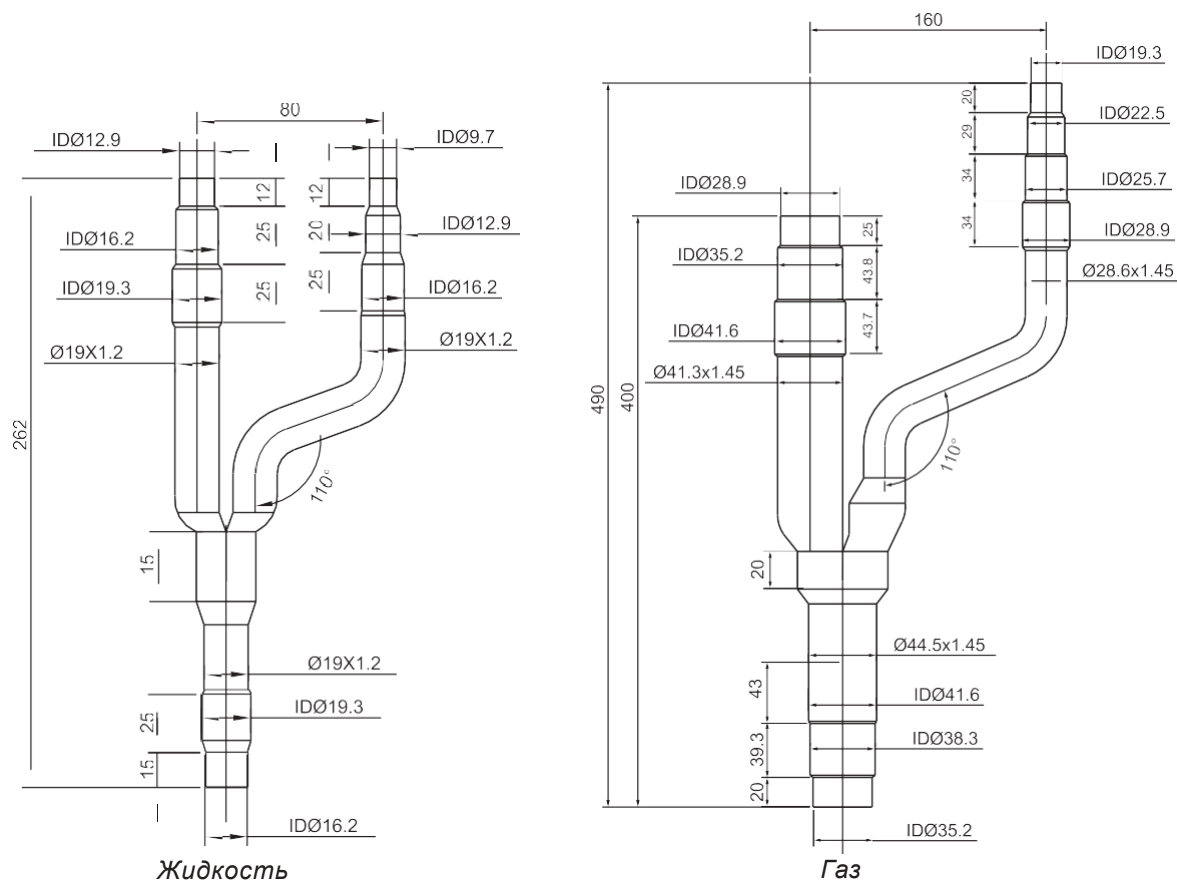 80
IDØ12.9
IDØ9.7
12
12
25
20
IDØ12.9
IDØ16.2
25
25
IDØ19.3
IDØ16.2
Ø19X1.2
Ø19X1.2
262
110°
15
Ø19X1.2
IDØ19.3
25
15
IDØ16.2
Жидкость
160
IDØ19.3
20
IDØ22.5
29
34
IDØ25.7
IDØ28.9
34
IDØ28.9
25
IDØ35.2
43.8
Ø28.6x1.45
IDØ41.6
43.7
Ø41.3x1.45
490
400
110°
20
Ø44.5x1.45
43
IDØ41.6
39.3
IDØ38.3
20
IDØ35.2
Газ